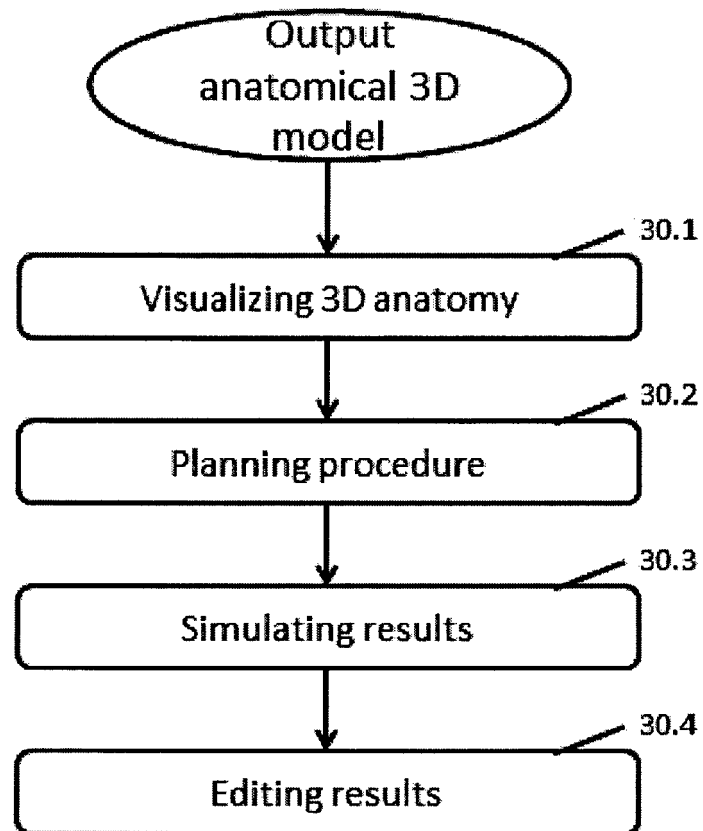 Output
anatomical 3D
model
30.1
Visualizing 3D anatomy
30.2
Planning procedure
30.3
Simulating results
30.4
Editing results